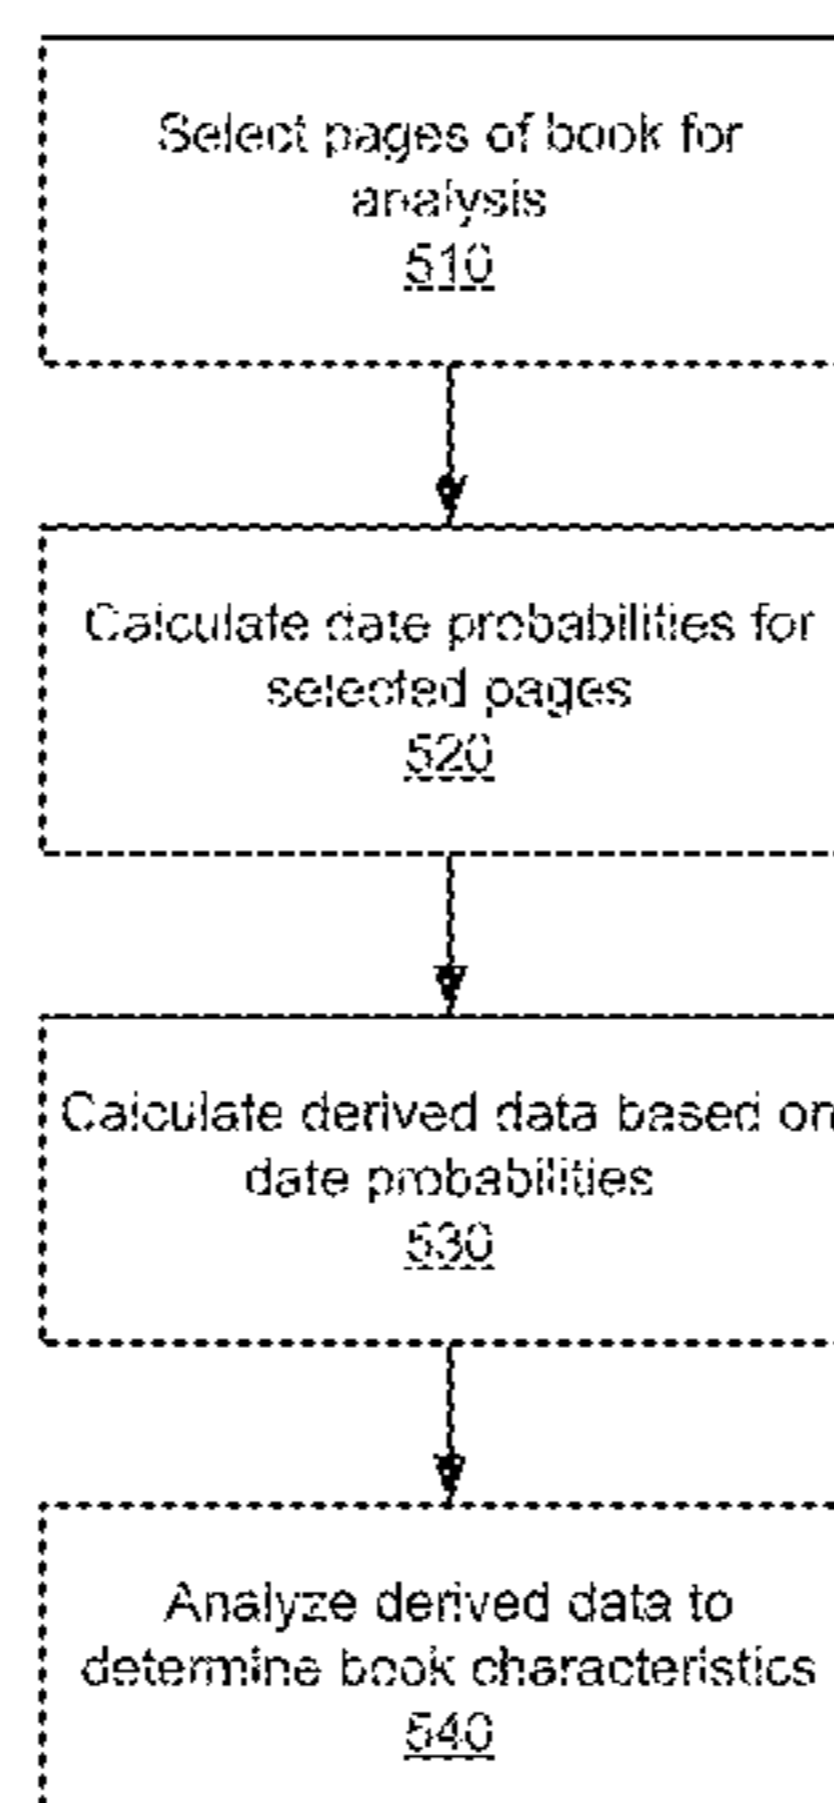 Select pages of book for
analysis
510
Calculate date probabilities for
selected pages
520
Calculate derived data based on
date probabilities
530
Analyze derived data to
determine book characteristics
540